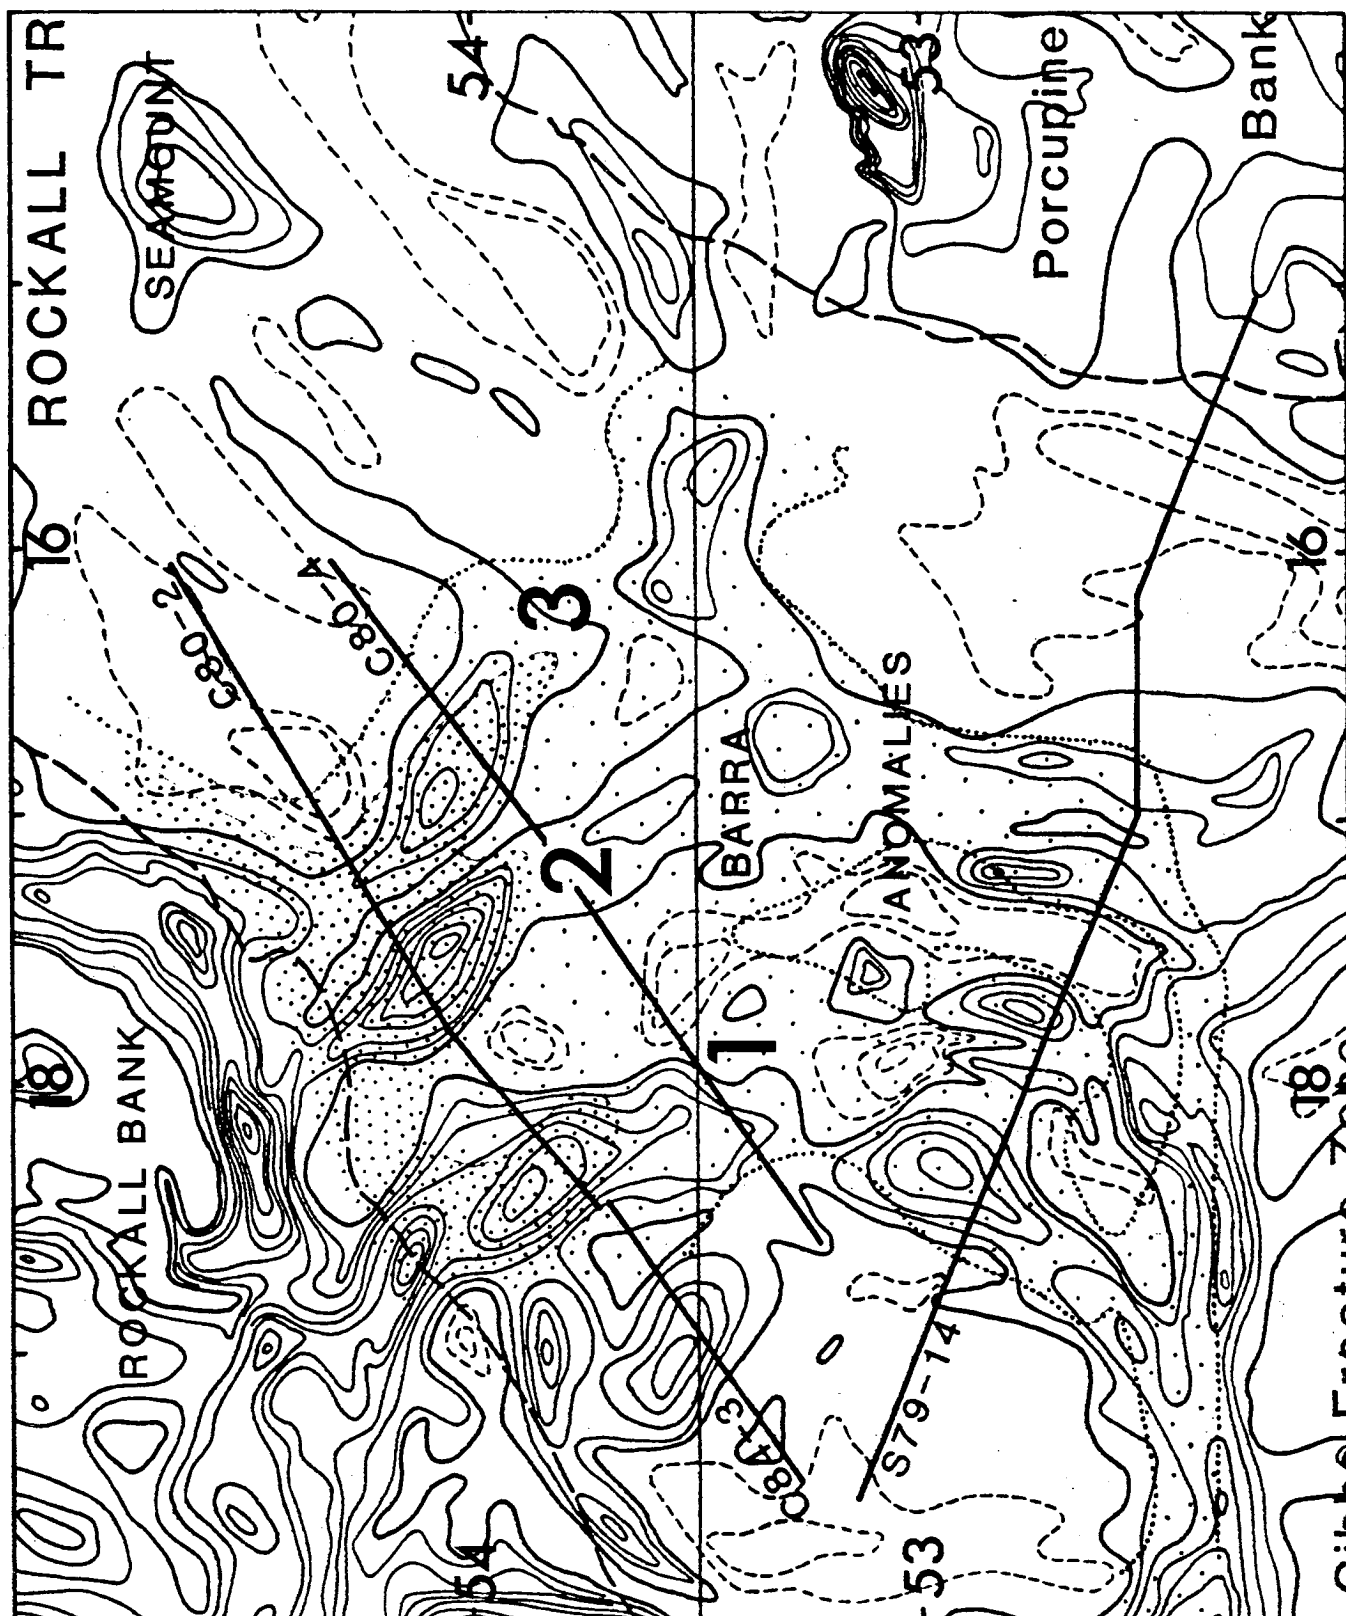 ROCKALL TR
SEAMOUNT
54-
-53
Porcupine
Bank
16
C80-2
C80-4
3
16
2
BARRA
ANOMALIES
1
18
ROCKALL BANK
18
C84-3
S79-14
-54
-53